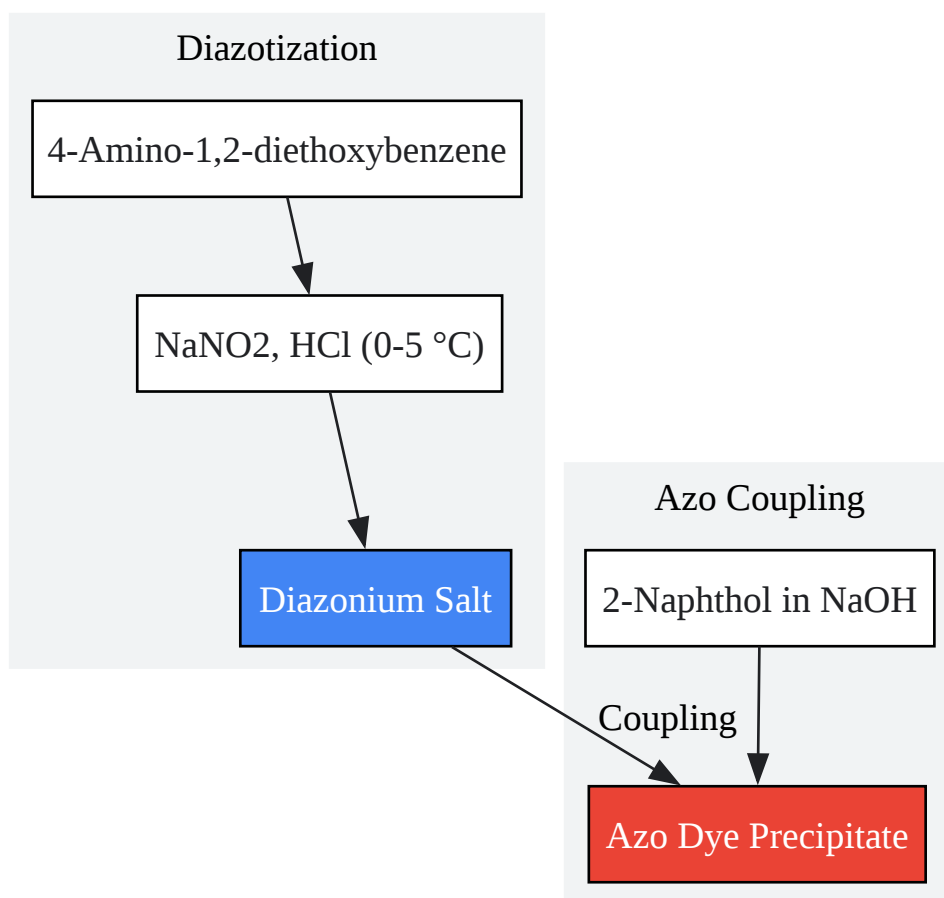 Diazotization
4-Amino-1,2-diethoxybenzene
NaNO2, HCl (0-5 °C)
Diazonium Salt
Azo Coupling
2-Naphthol in NaOH
Coupling
Azo Dye Precipitate